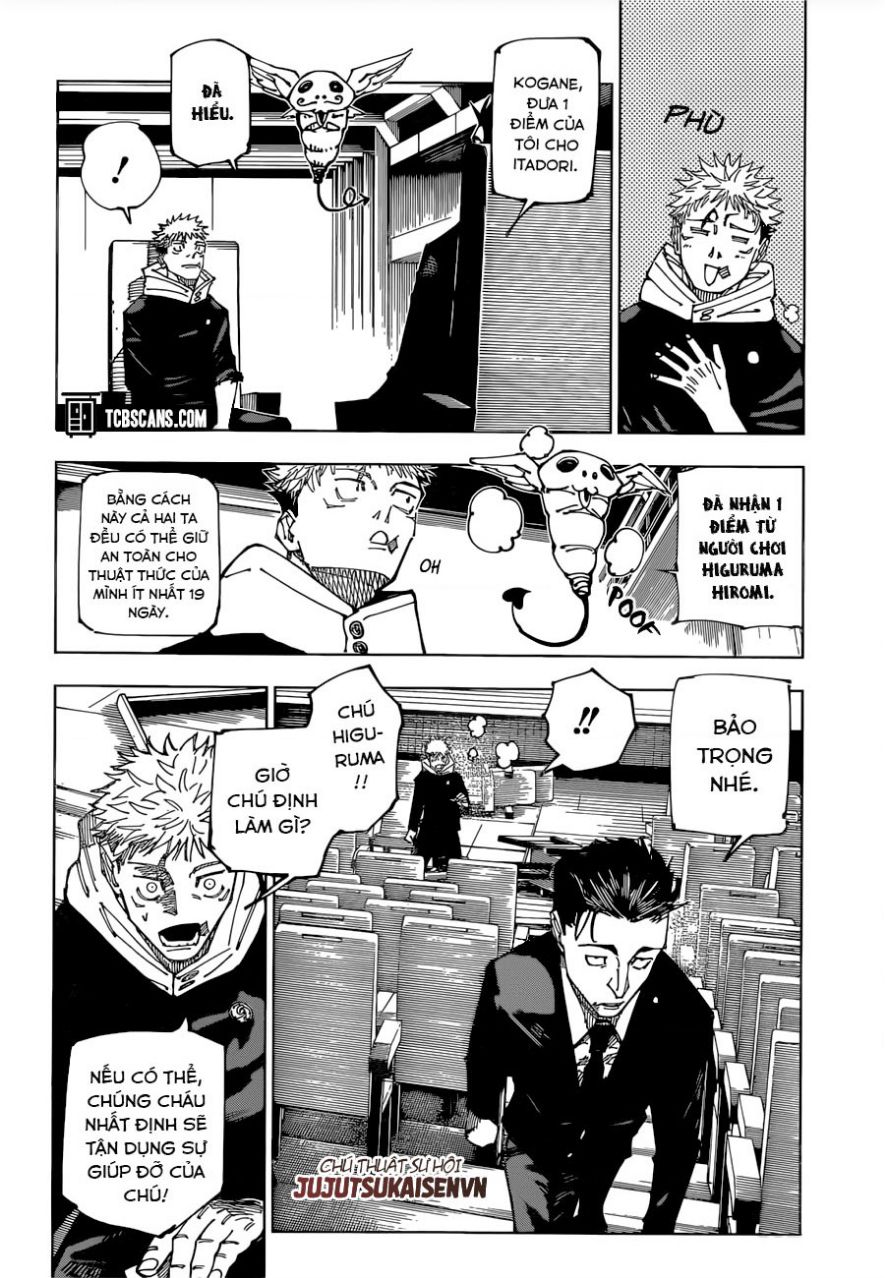 PHÙ
KOGANE,
ĐƯA 1
ĐIỂM CỦA
TÔI CHO
ITADORI.
ĐÃ
HIỂU.
!
TCBSCANS.COM
ĐÃ NHẬN 1
ĐIỂM TỪ
NGƯỜI CHƠI
HIGURUMA
HIROMI.
POOF
OH
BẰNG CÁCH
NÀY CẢ HAI TA
ĐỀU CÓ THỂ GIỮ
AN TOÀN CHO
THUẬT THỨC CỦA
MÌNH ÍT NHẤT 19
NGÀY.
BẢO
TRỌNG
NHÉ.
!!
CHÚ
HIGU-
RUMA
!!
GIỜ
CHÚ ĐỊNH
LÀM GÌ?
NẾU CÓ THỂ,
CHÚNG CHÁU
NHẤT ĐỊNH SẼ
TẬN DỤNG SỰ
GIÚP ĐỠ CỦA
CHÚ!
CHÚ THUẬT SƯ HỒI
JUJUTSUKAISENVN